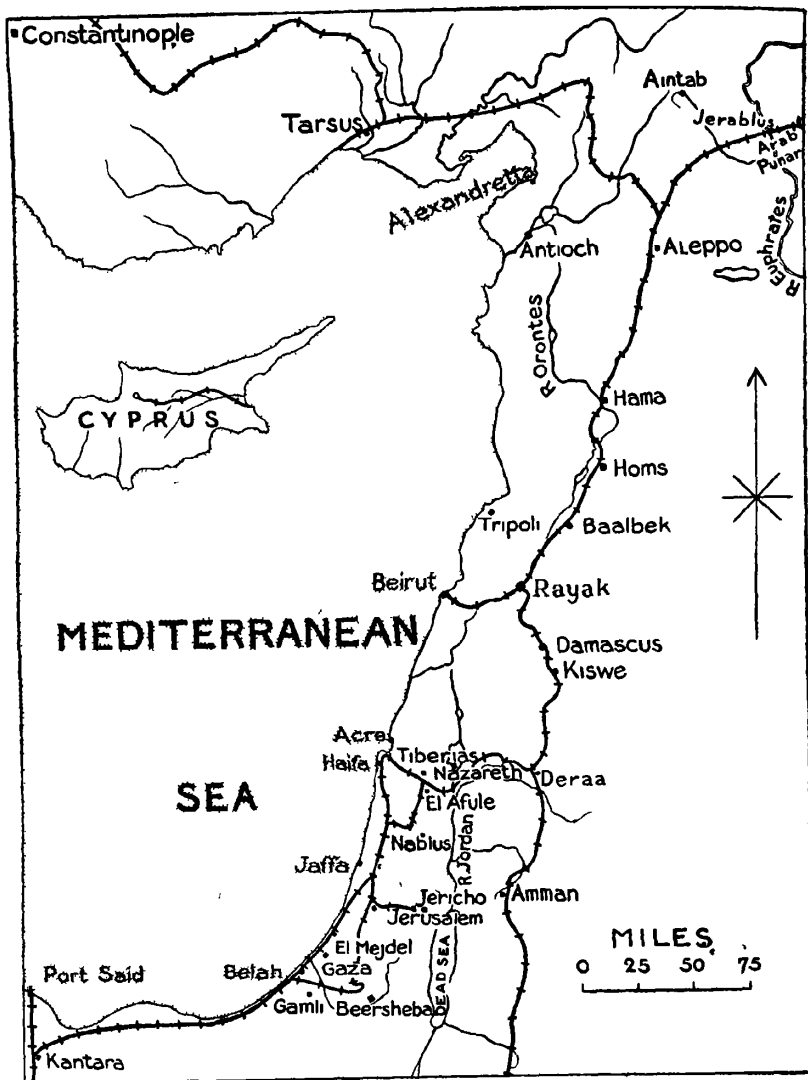 Constantinople
Aintab
Jerablus
Tarsus
Arab
Punar
Alexandretta
R Euphrates
Antioch
ALEPPO
R Orontes
Hama
CYPRUS
Homs
Tripoli
Baalbek
Beirut
Rayak
MEDITERRANEAN
Damascus
Kiswe
Acre
Tiberias
Haifa
Nazareth
Deraa
SEA
El Afule
Nablus
R. Jordan
Jaffa
Jericho
Amman
Jerusalem
El Mejdel
MILES
Port Said
Belah
Gaza
DEAD SEA
0 25 50 75
Gamli
Beersheba
Kantara